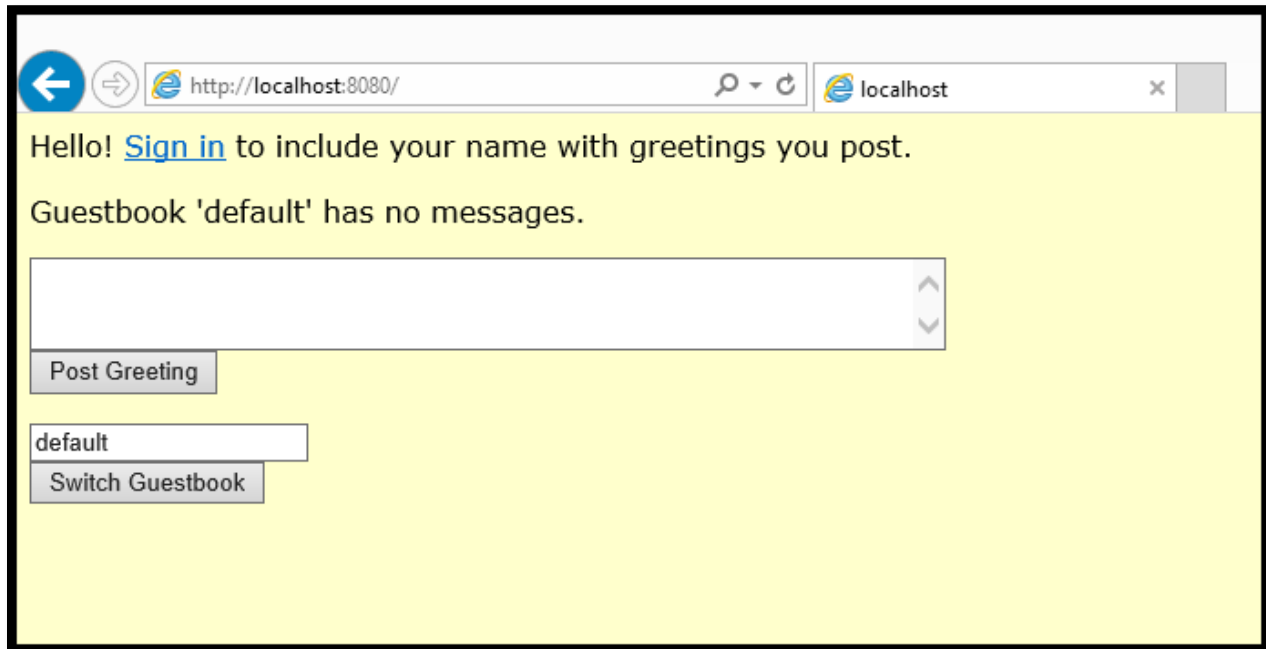 http://localhost:8080/
localhost
Hello! Sign in to include your name with greetings you post.
Guestbook 'default' has no messages.
Post Greeting
default
Switch Guestbook